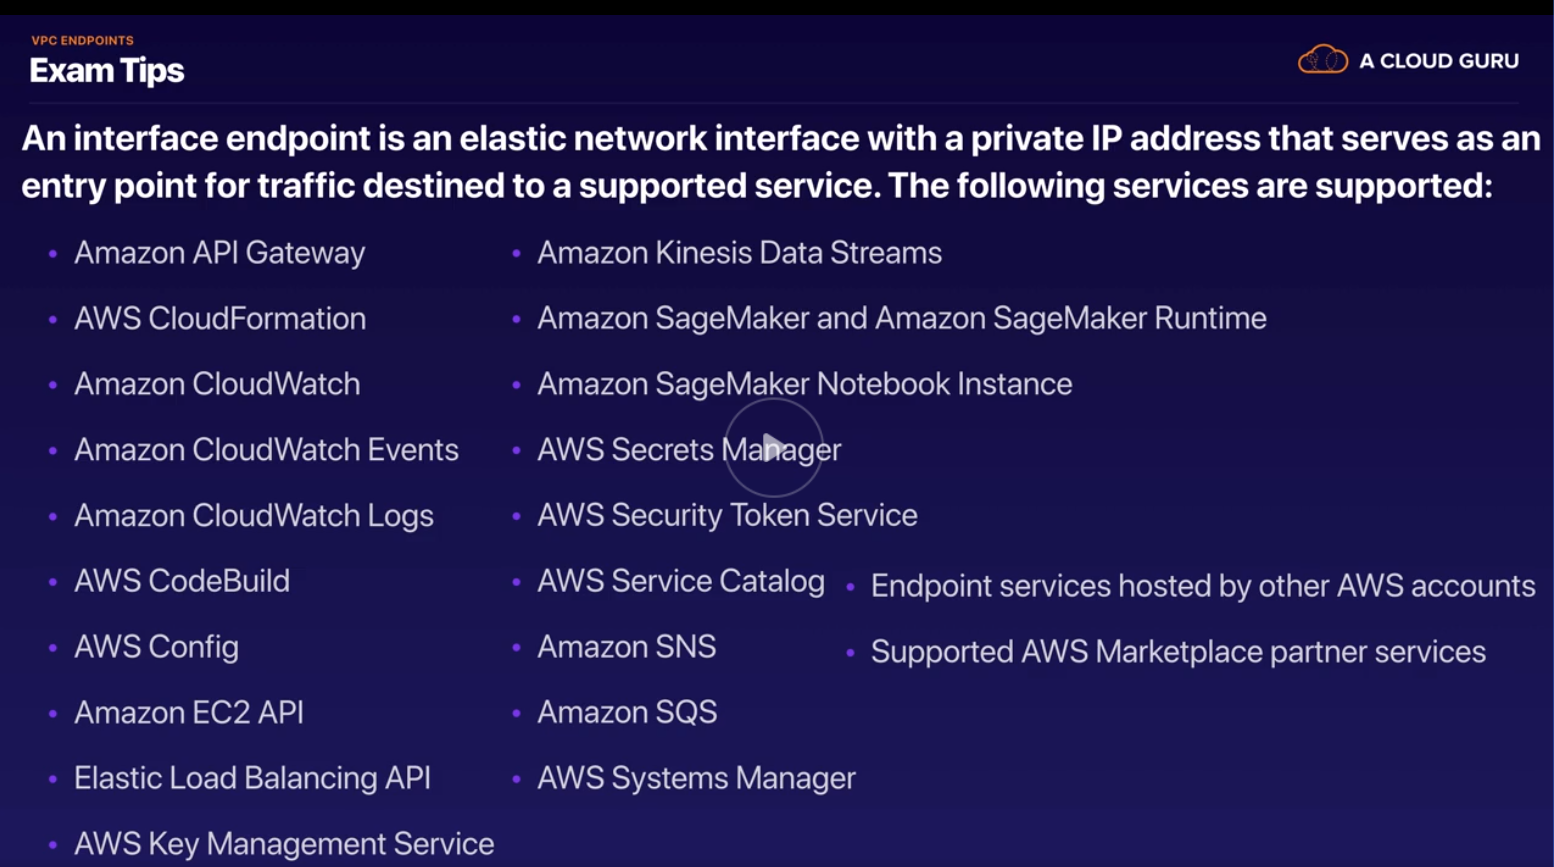 VPC ENDPOINTS
Exam Tips
A CLOUD GURU
An interface endpoint is an elastic network interface with a private IP address that serves as an
entry point for traffic destined to a supported service. The following services are supported:
• Amazon API Gateway
• AWS CloudFormation
• Amazon CloudWatch
• Amazon CloudWatch Events
• Amazon CloudWatch Logs
• AWS CodeBuild
• AWS Config
• Amazon EC2 API
• Elastic Load Balancing API
• AWS Key Management Service
• Amazon Kinesis Data Streams
• Amazon SageMaker and Amazon SageMaker Runtime
• Amazon SageMaker Notebook Instance
• AWS Secrets Manager
• AWS Security Token Service
• AWS Service Catalog
• Amazon SNS
• Amazon SQS
• AWS Systems Manager
• Endpoint services hosted by other AWS accounts
• Supported AWS Marketplace partner services